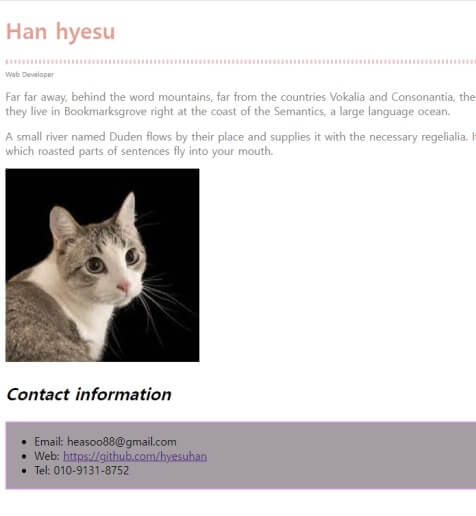 Han hyesu
Web Developer
Far far away, behind the word mountains, far from the countries Vokalia and Consonantia,
they live in Bookmarksgrove right at the coast of the Semantics, a large language ocean.
A small river named Duden flows by their place and supplies it with the necessary regelialia.
which roasted parts of sentences fly into your mouth.
Contact information
Email: heasoo88@gmail.com
Web: https://github.com/hyesuhan
Tel: 010-9131-8752